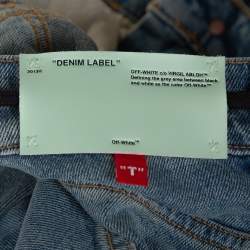 "DENIM LABEL"
OFF-WHITE c/o VIRGIL ABLOH™
Defining the grey area between black
and white as the color Off-White™
Off-White™
"T"